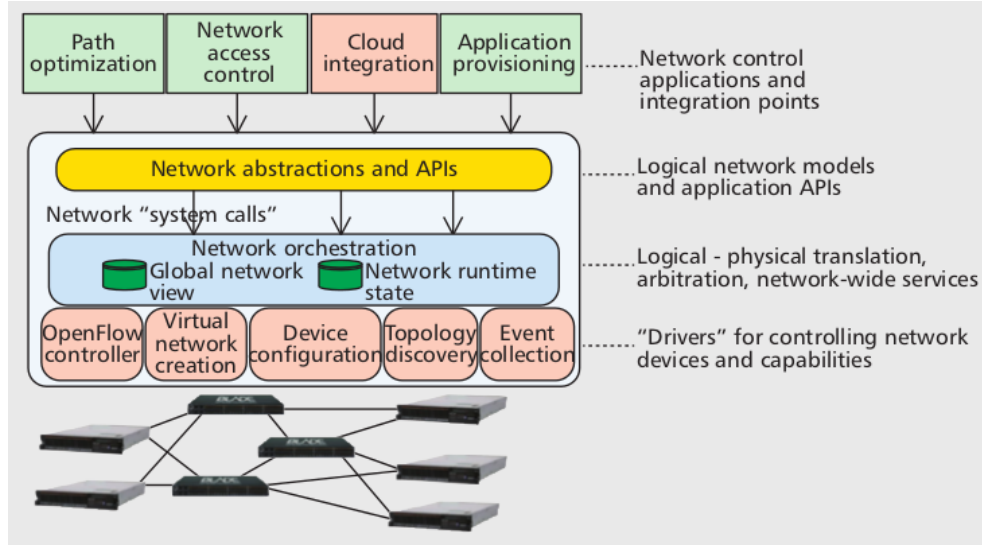 Path
optimization
Network
access
control
Cloud
integration
Application
provisioning
Network control
applications and
integration points
Network abstractions and APIs
Logical network models
and application APIs
Network “system calls”
Network orchestration
Global network
view
Network runtime
state
Logical - physical translation,
arbitration, network-wide services
OpenFlow
controller
Virtual
network
creation
Device
configuration
Topology
discovery
Event
collection
“Drivers” for controlling network
devices and capabilities